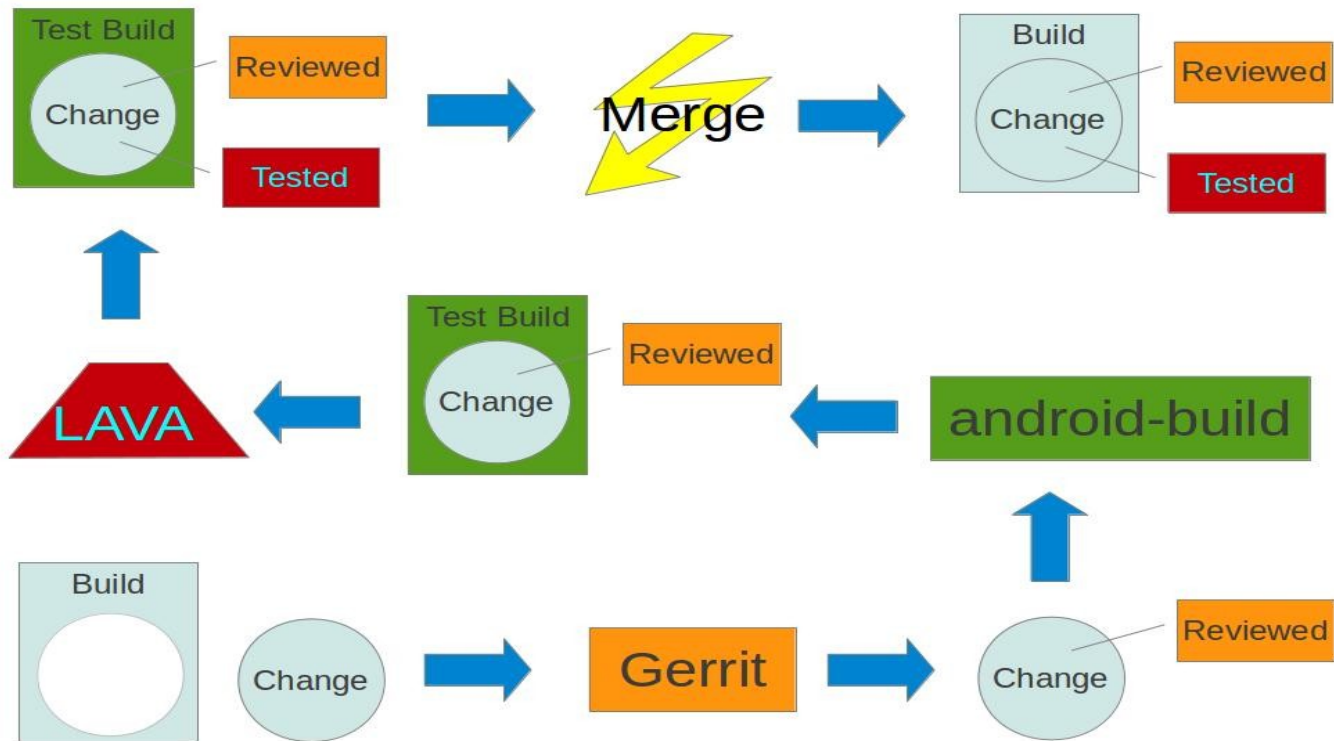 Test Build
Change
Reviewed
Tested
Merge
Build
Change
Reviewed
Tested
LAVA
Test Build
Change
Reviewed
android-build
Build
Change
Gerrit
Change
Reviewed